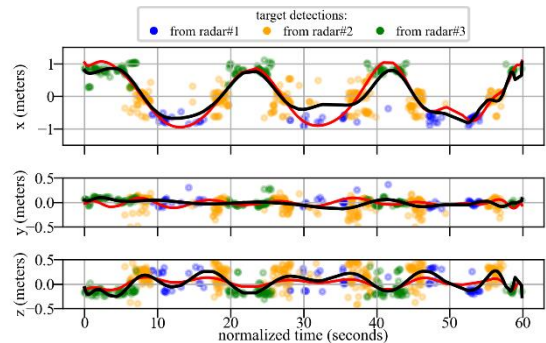 target detections:
from radar#1 from radar#2 from radar#3
x (meters)
1
0
−1
y (meters)
0.5
0.0
−0.5
z (meters)
0.5
0.0
−0.5
0 10 20 30 40 50 60
normalized time (seconds)